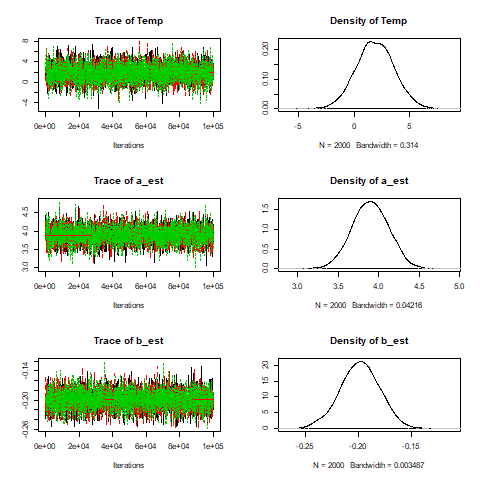 Trace of Temp
8
4
2
0
-4
0e+00 2e+04 4e+04 6e+04 8e+04 1e+05
Iterations
Density of Temp
0.20
0.10
0.00
-5 0 5
N = 2000 Bandwidth = 0.314
Trace of a_est
4.5
4.0
3.5
3.0
0e+00 2e+04 4e+04 6e+04 8e+04 1e+05
Iterations
Density of a_est
1.5
1.0
0.5
0.0
3.0 3.5 4.0 4.5 5.0
N = 2000 Bandwidth = 0.04216
Trace of b_est
-0.14
-0.20
-0.26
0e+00 2e+04 4e+04 6e+04 8e+04 1e+05
Iterations
Density of b_est
20
15
10
5
0
-0.25 -0.20 -0.15
N = 2000 Bandwidth = 0.003487